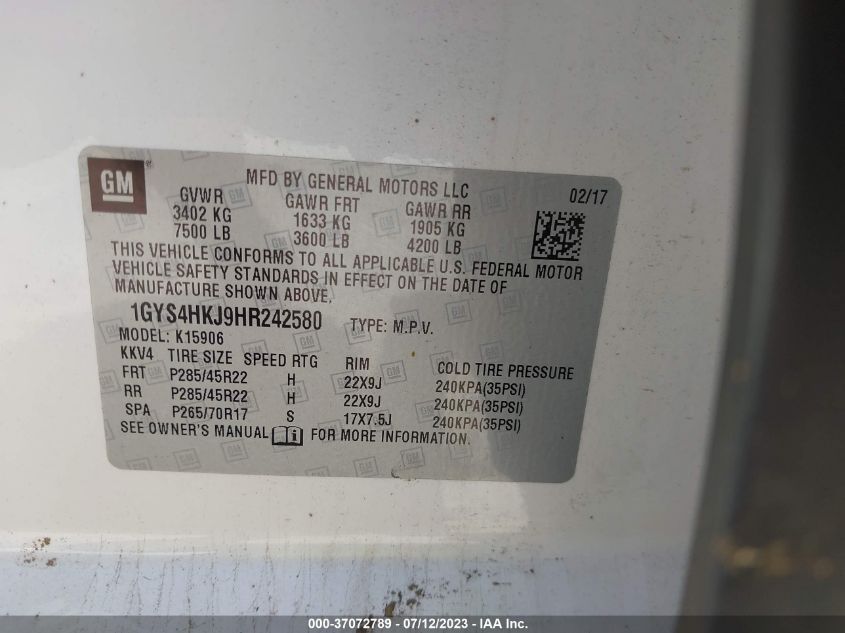 GM
MFD BY GENERAL MOTORS LLC
02/17
GVWR GAWR FRT GAWR RR
3402 KG 1633 KG 1905 KG
7500 LB 3600 LB 4200 LB
THIS VEHICLE CONFORMS TO ALL APPLICABLE U.S. FEDERAL MOTOR
VEHICLE SAFETY STANDARDS IN EFFECT ON THE DATE OF
MANUFACTURE SHOWN ABOVE.
1GYS4HKJ9HR242580 TYPE: M.P.V.
MODEL: K15906
KKV4 TIRE SIZE SPEED RTG RIM COLD TIRE PRESSURE
FRT P285/45R22 H 22X9J 240KPA(35PSI)
RR P285/45R22 H 22X9J 240KPA(35PSI)
SPA P265/70R17 S 17X7.5J 240KPA(35PSI)
SEE OWNER'S MANUAL FOR MORE INFORMATION.
000-37072789 - 07/12/2023 - IAA Inc.